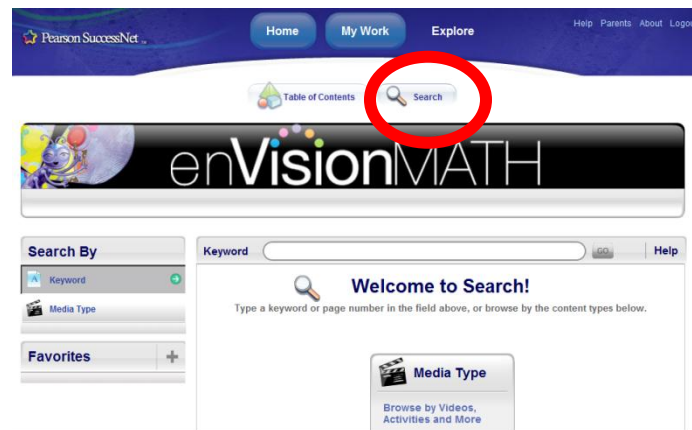 Pearson SuccessNet
Home
My Work
Explore
Help Parents About Logou
Table of Contents
Search
enVisionMATH
Search By
Keyword
Media Type
Favorites
Keyword
GO
Help
Welcome to Search!
Type a keyword or page number in the field above, or browse by the content types below.
Media Type
Browse by Videos,
Activities and More